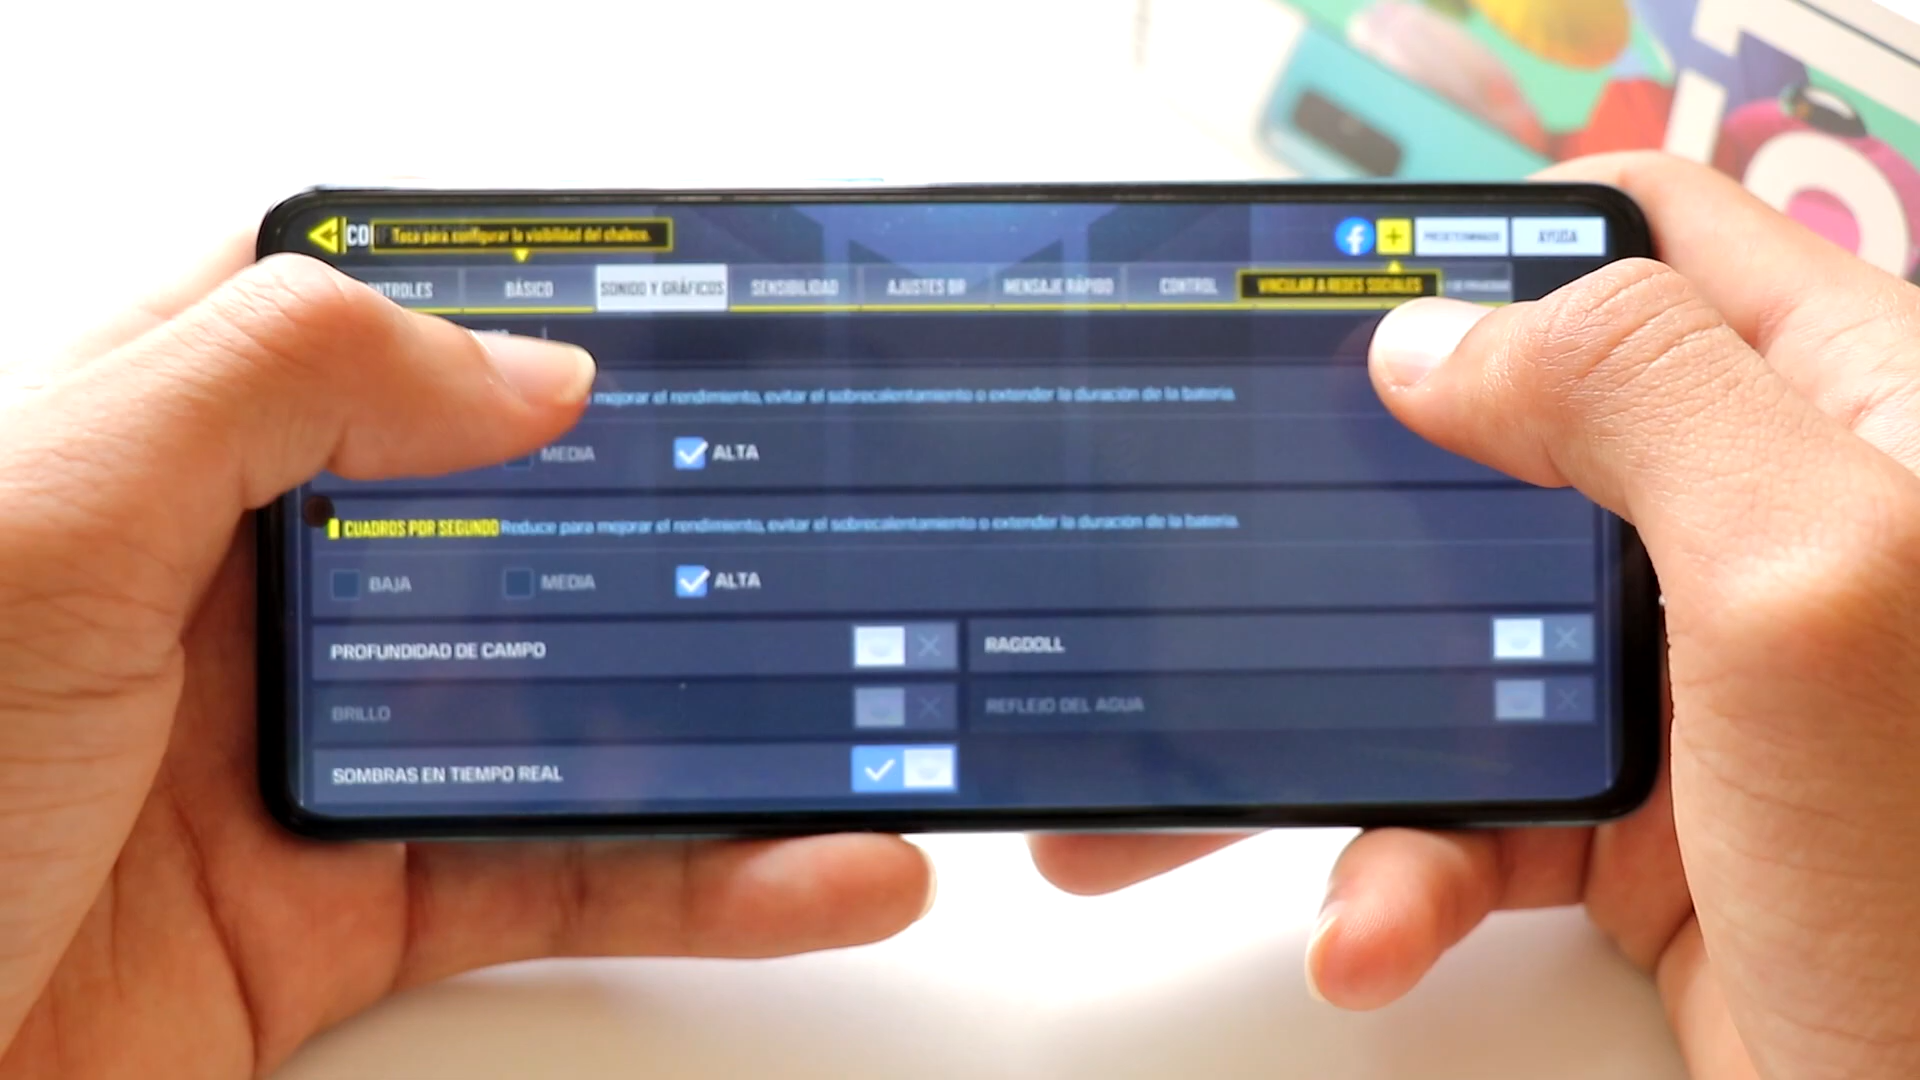 CO
Toca para configurar la visibilidad del chaleco.
PREDETERMINADO
AYUDA
NTROLES
BÁSICO
SONIDO Y GRÁFICOS
SENSIBILIDAD
AJUSTES BR
MENSAJE RÁPIDO
CONTROL
VINCULAR A REDES SOCIALES
mejorar el rendimiento, evitar el sobrecalentamiento o extender la duración de la batería.
MEDIA
ALTA
CUADROS POR SEGUNDO Reduce para mejorar el rendimiento, evitar el sobrecalentamiento o extender la duración de la batería.
BAJA
MEDIA
ALTA
PROFUNDIDAD DE CAMPO
RAGDOLL
BRILLO
REFLEJO DEL AGUA
SOMBRAS EN TIEMPO REAL